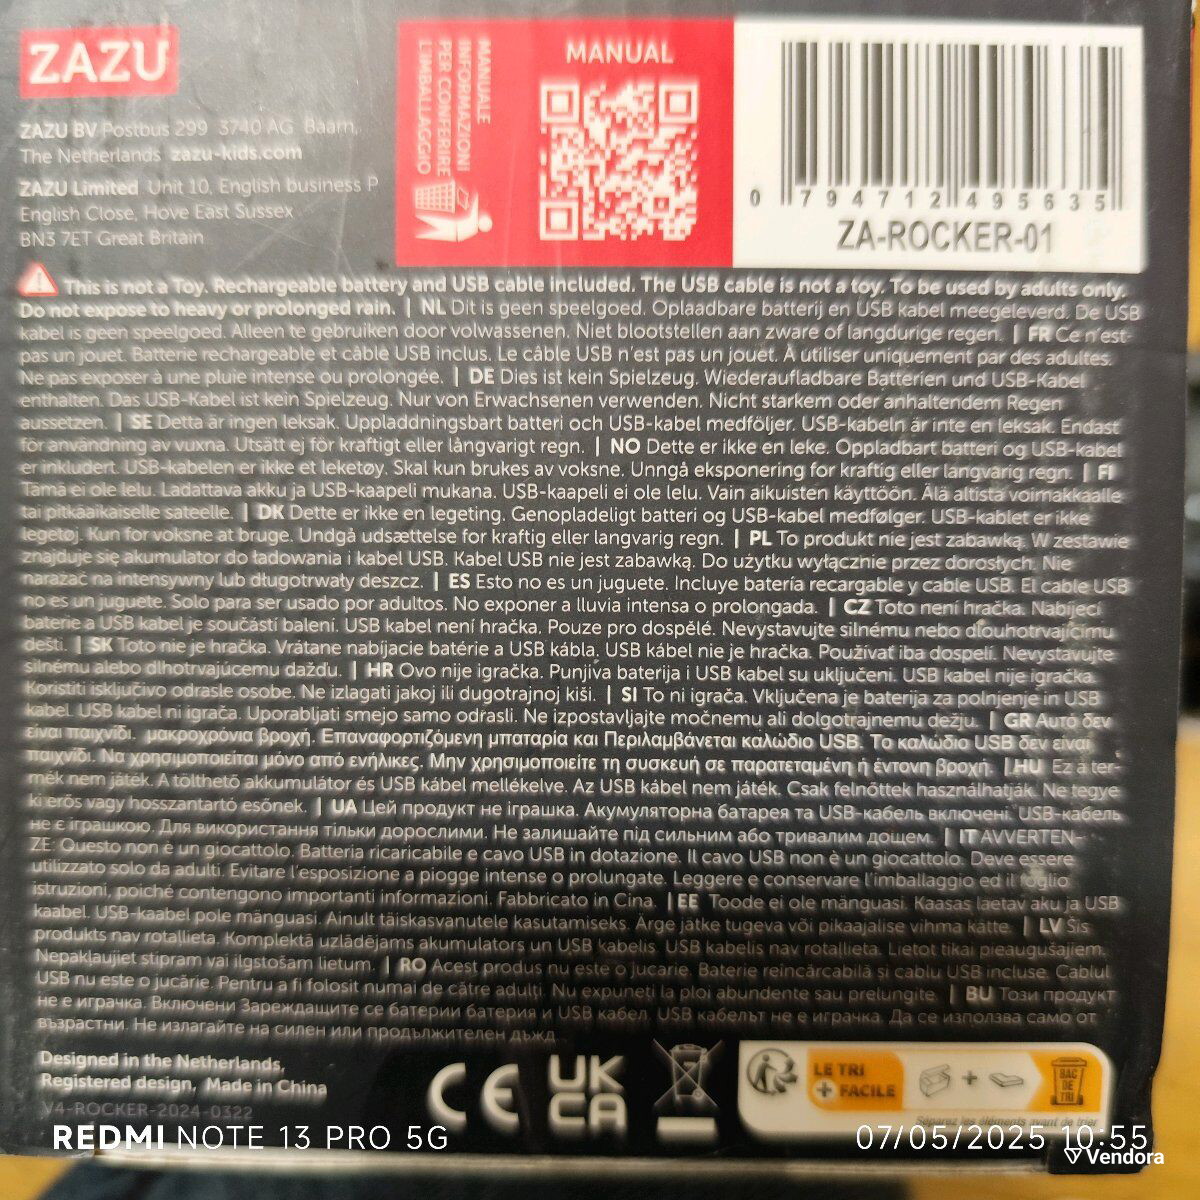 ZAZU
ZAZU BV Postbus 299 3740 AG Baarn,
The Netherlands zazu-kids.com
ZAZU Limited Unit 10, English business P
English Close, Hove East Sussex
BN3 7ET Great Britain
MANUALE
INFORMAZIONI
PER CONFERIRE
L'IMBALLAGGIO
MANUAL
0 794712 495635
ZA-ROCKER-01
This is not a Toy. Rechargeable battery and USB cable included. The USB cable is not a toy. To be used by adults only.
Do not expose to heavy or prolonged rain. | NL Dit is geen speelgoed. Oplaadbare batterij en USB kabel meegeleverd. De USB
kabel is geen speelgoed. Alleen te gebruiken door volwassenen. Niet blootstellen aan zware of langdurige regen. | FR Ce n'est
pas un jouet. Batterie rechargeable et câble USB inclus. Le câble USB n'est pas un jouet. À utiliser uniquement par des adultes.
Ne pas exposer à une pluie intense ou prolongée. | DE Dies ist kein Spielzeug. Wiederaufladbare Batterien und USB-Kabel
enthalten. Das USB-Kabel ist kein Spielzeug. Nur von Erwachsenen verwenden. Nicht starkem oder anhaltendem Regen
aussetzen. | SE Detta är ingen leksak. Uppladdningsbart batteri och USB-kabel medföljer. USB-kabeln är inte en leksak. Endast
för användning av vuxna. Utsätt ej för kraftigt eller långvarigt regn. | NO Dette er ikke en leke. Oppladbart batteri og USB-kabel
er inkludert. USB-kabelen er ikke et leketøy. Skal kun brukes av voksne. Unngå eksponering for kraftig eller langvarig regn. | FI
Tämä ei ole lelu. Ladattava akku ja USB-kaapeli mukana. USB-kaapeli ei ole lelu. Vain aikuisten käyttöön. Älä altista voimakkaalle
tai pitkäaikaiselle sateelle. | DK Dette er ikke en legeting. Genopladeligt batteri og USB-kabel medfølger. USB-kablet er ikke
legetøj. Kun for voksne at bruge. Undgå udsættelse for kraftig eller langvarig regn. | PL To produkt nie jest zabawką. W zestawie
znajduje się akumulator do ładowania i kabel USB. Kabel USB nie jest zabawką. Do użytku wyłącznie przez dorosłych. Nie
narażać na intensywny lub długotrwały deszcz. | ES Esto no es un juguete. Incluye batería recargable y cable USB. El cable USB
no es un juguete. Solo para ser usado por adultos. No exponer a lluvia intensa o prolongada. | CZ Toto není hračka. Nabíjecí
baterie a USB kabel je součástí balení. USB kabel není hračka. Pouze pro dospělé. Nevystavujte silnému nebo dlouhotrvajícímu
dešti. | SK Toto nie je hračka. Vrátane nabíjacie batérie a USB kábla. USB kábel nie je hračka. Používať iba dospelí. Nevystavujte
silnému alebo dlhotrvajúcemu dažďu. | HR Ovo nije igračka. Punjiva baterija i USB kabel su uključeni. USB kabel nije igračka.
Koristiti isključivo odrasle osobe. Ne izlagati jakoj ili dugotrajnoj kiši. | SI To ni igrača. Vključena je baterija za polnjenje in USB
kabel. USB kabel ni igrača. Uporabljati smejo samo odrasli. Ne izpostavljajte močnemu ali dolgotrajnemu dežju. | GR Αυτό δεν
είναι παιχνίδι. μακροχρόνια βροχή. Επαναφορτιζόμενη μπαταρία και Περιλαμβάνεται καλώδιο USB. Το καλώδιο USB δεν είναι
παιχνίδι. Να χρησιμοποιείται μόνο από ενήλικες. Μην χρησιμοποιείτε τη συσκευή σε παρατεταμένη ή έντονη βροχή. | HU Ez a ter-
mék nem játék. A tölthető akkumulátor és USB kábel mellékelve. Az USB kábel nem játék. Csak felnőttek használhatják. Ne tegye
ki erős vagy hosszantartó esőnek. | UA Цей продукт не іграшка. Акумуляторна батарея та USB-кабель включені. USB-кабель
не є іграшкою. Для використання тільки дорослими. Не залишайте під сильним або тривалим дощем. | IT AVVERTEN-
ZE: Questo non è un giocattolo. Batteria ricaricabile e cavo USB in dotazione. Il cavo USB non è un giocattolo. Deve essere
utilizzato solo da adulti. Evitare l'esposizione a piogge intense o prolungate. Leggere e conservare l'imballaggio ed il foglio
istruzioni, poiché contengono importanti informazioni. Fabbricato in Cina. | EE Toode ei ole mänguasi. Kaasas laetav aku ja USB
kaabel. USB-kaabel pole mänguasi. Ainult täiskasvanutele kasutamiseks. Ärge jätke tugeva või pikaajalise vihma kätte. | LV Šis
produkts nav rotaļlieta. Komplektā uzlādējams akumulators un USB kabelis. USB kabelis nav rotaļlieta. Lietot tikai pieaugušajiem.
Nepakļaujiet stipram vai ilgstošam lietum. | RO Acest produs nu este o jucarie. Baterie reîncărcabilă și cablu USB incluse. Cablul
USB nu este o jucărie. Pentru a fi folosit numai de către adulți. Nu expuneți la ploi abundente sau prelungite. | BU Този продукт
не е играчка. Включени Зареждащите се батерии батерия и USB кабел. USB кабелът не е играчка. Да се използва само от
възрастни. Не излагайте на силен или продължителен дъжд.
Designed in the Netherlands,
Registered design, Made in China
V4-ROCKER-2024-0322
CE
UK
CA
LE TRI
+ FACILE
+
BAC
DE
TRI
Séparez les éléments avant de trier
REDMI NOTE 13 PRO 5G
07/05/2025 10:55
Vendora